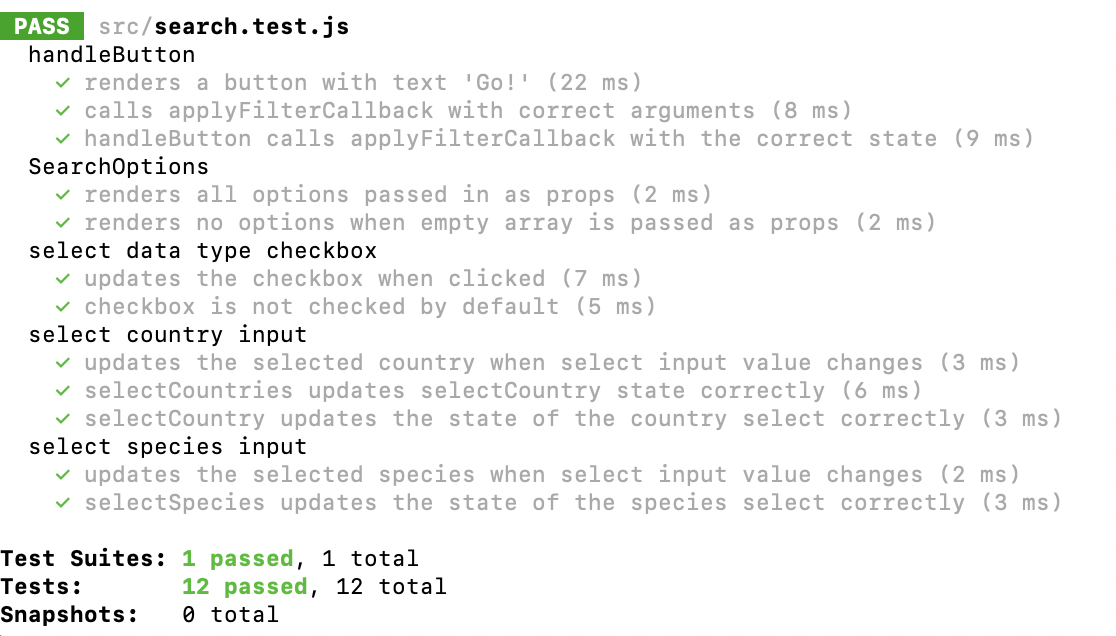 PASS src/search.test.js
handleButton
✓ renders a button with text 'Go!' (22 ms)
✓ calls applyFilterCallback with correct arguments (8 ms)
✓ handleButton calls applyFilterCallback with the correct state (9 ms)
SearchOptions
✓ renders all options passed in as props (2 ms)
✓ renders no options when empty array is passed as props (2 ms)
select data type checkbox
✓ updates the checkbox when clicked (7 ms)
✓ checkbox is not checked by default (5 ms)
select country input
✓ updates the selected country when select input value changes (3 ms)
✓ selectCountries updates selectCountry state correctly (6 ms)
✓ selectCountry updates the state of the country select correctly (3 ms)
select species input
✓ updates the selected species when select input value changes (2 ms)
✓ selectSpecies updates the state of the species select correctly (3 ms)
Test Suites: 1 passed, 1 total
Tests: 12 passed, 12 total
Snapshots: 0 total